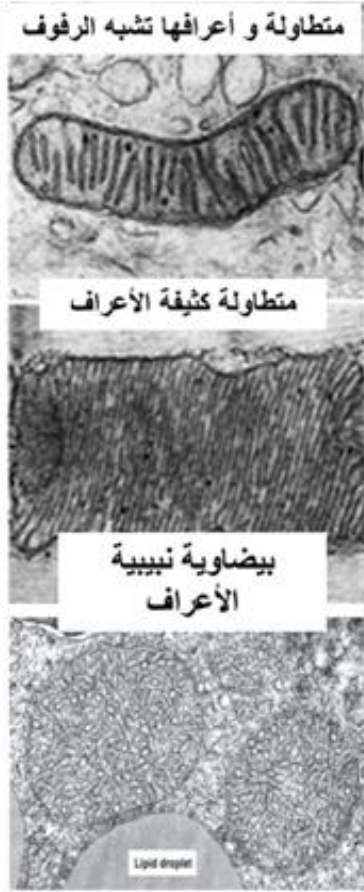 متطاولة و أعرافها تشبه الرفوف
متطاولة كثيفة الأعراف
بيضاوية نبيبية
الأعراف
Lipid droplet